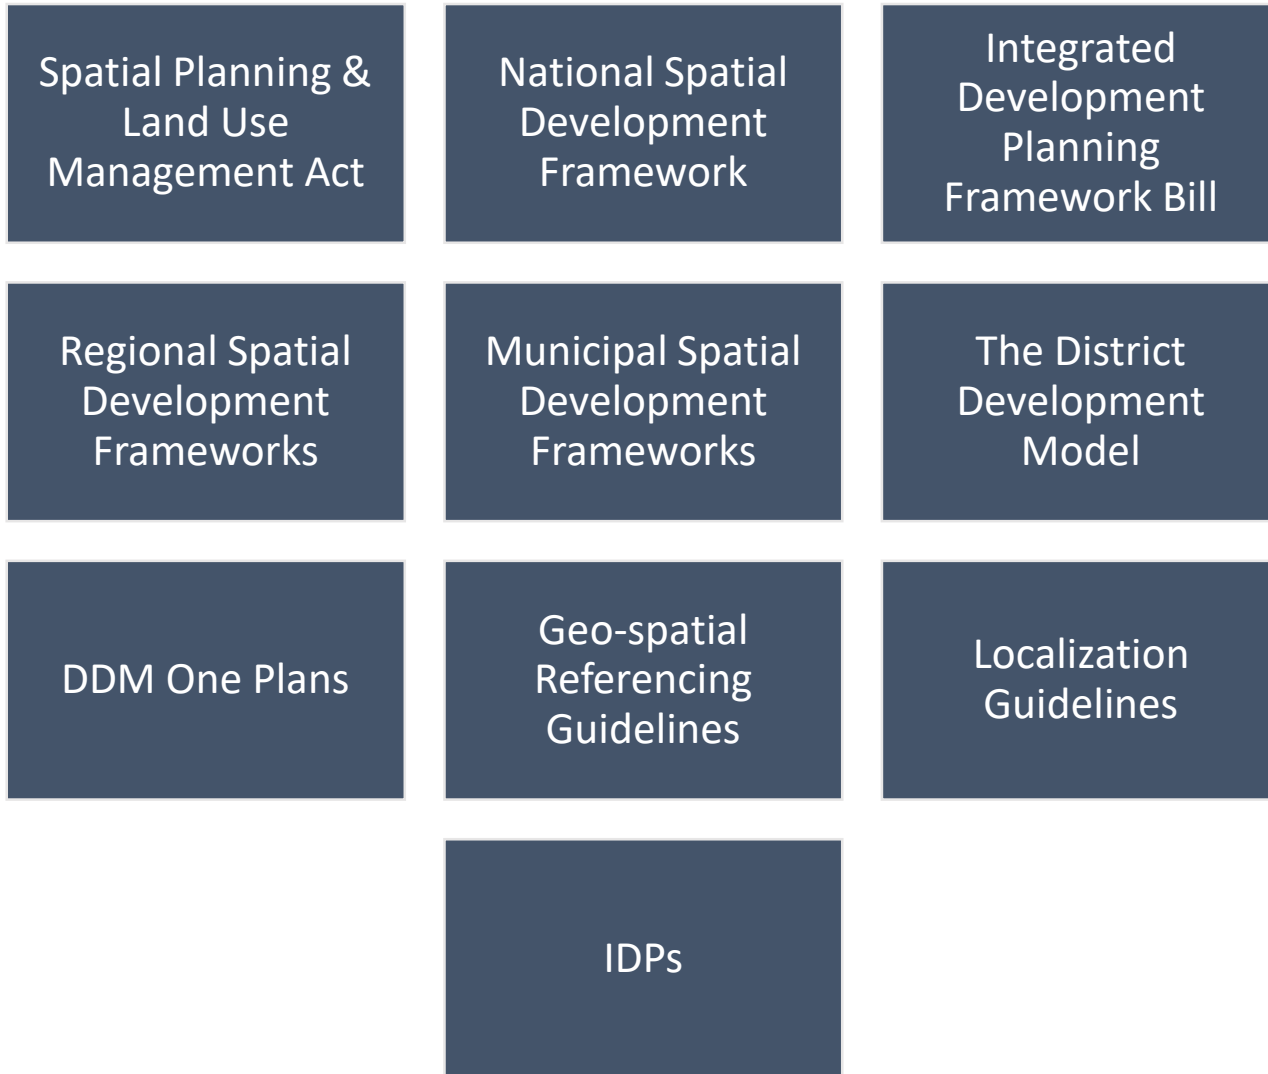 Spatial Planning &
Land Use
Management Act
National Spatial
Development
Framework
Integrated
Development
Planning
Framework Bill
Regional Spatial
Development
Frameworks
Municipal Spatial
Development
Frameworks
The District
Development
Model
DDM One Plans
Geo-spatial
Referencing
Guidelines
Localization
Guidelines
IDPs